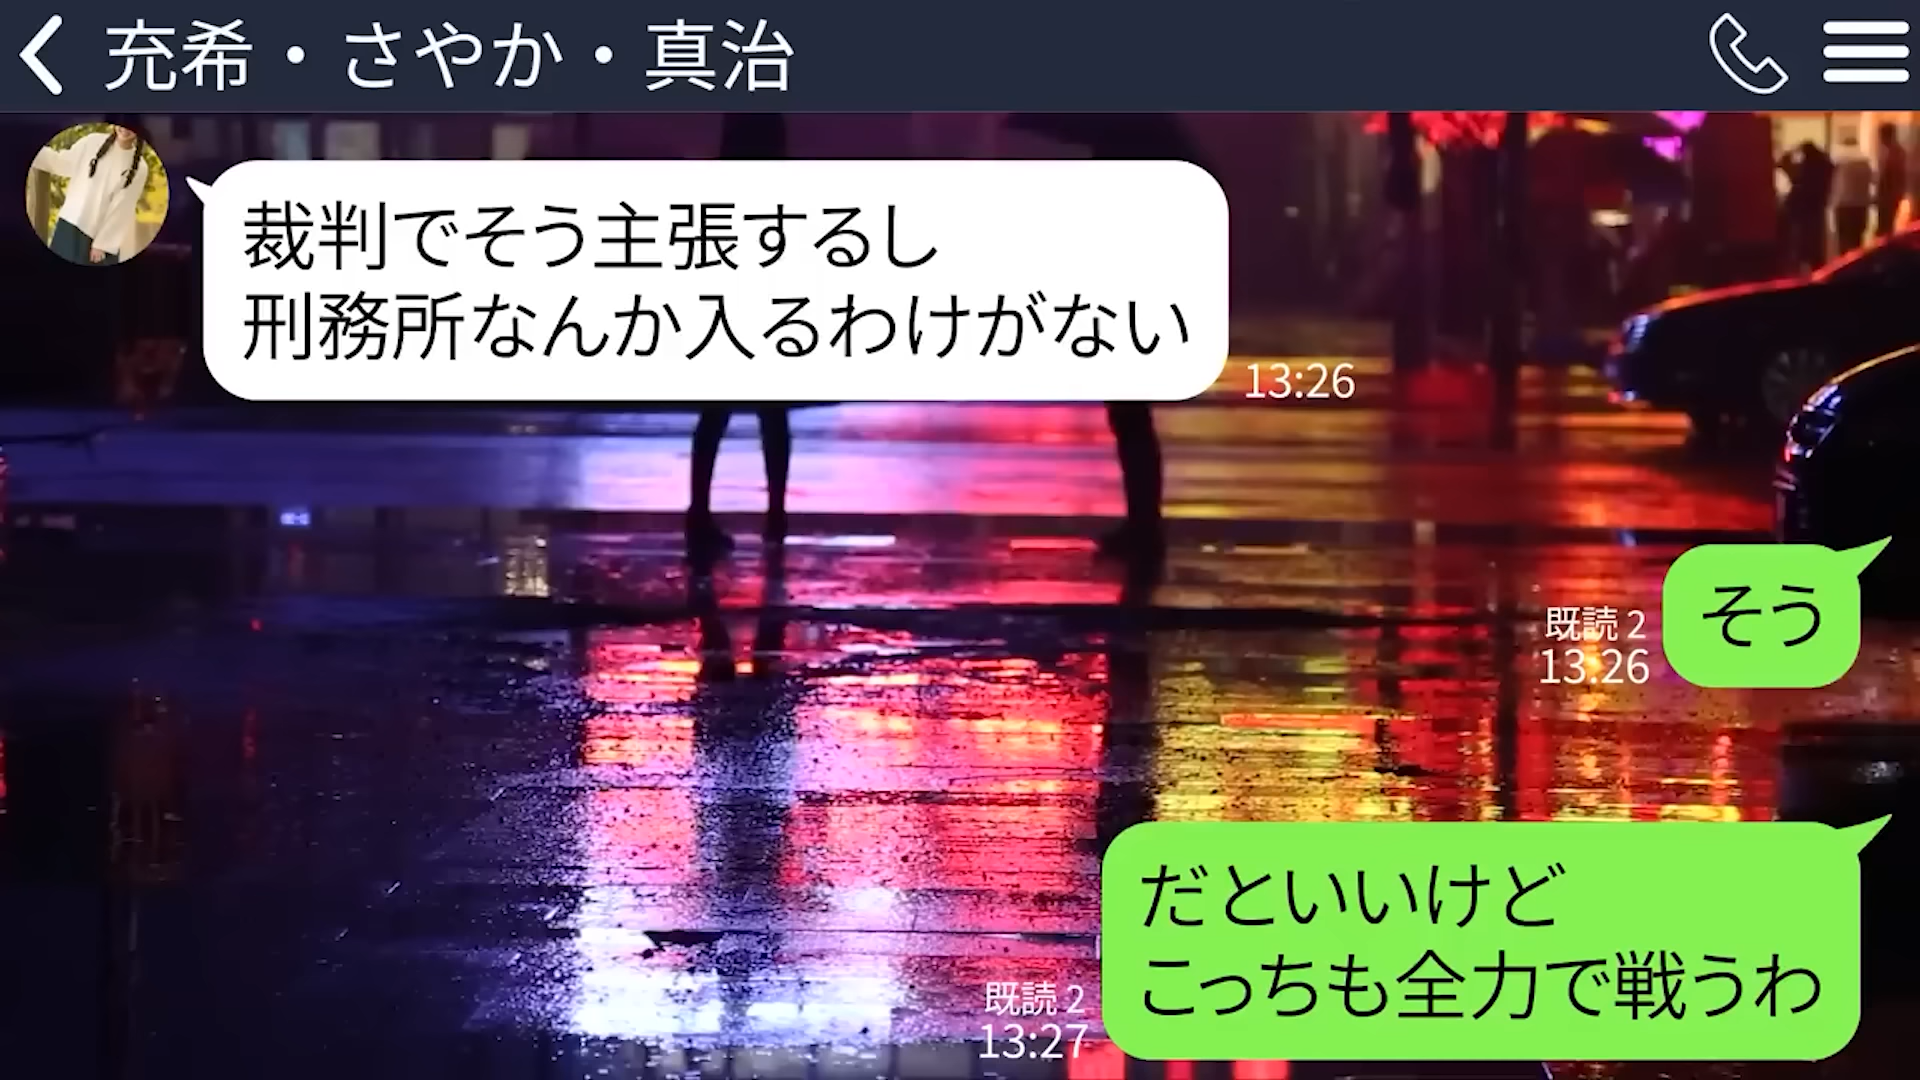 充希・さやか・真治
裁判でそう主張するし
刑務所なんか入るわけがない
13:26
そう
既読 2
13:26
だといいけど
こっちも全力で戦うわ
既読 2
13:27